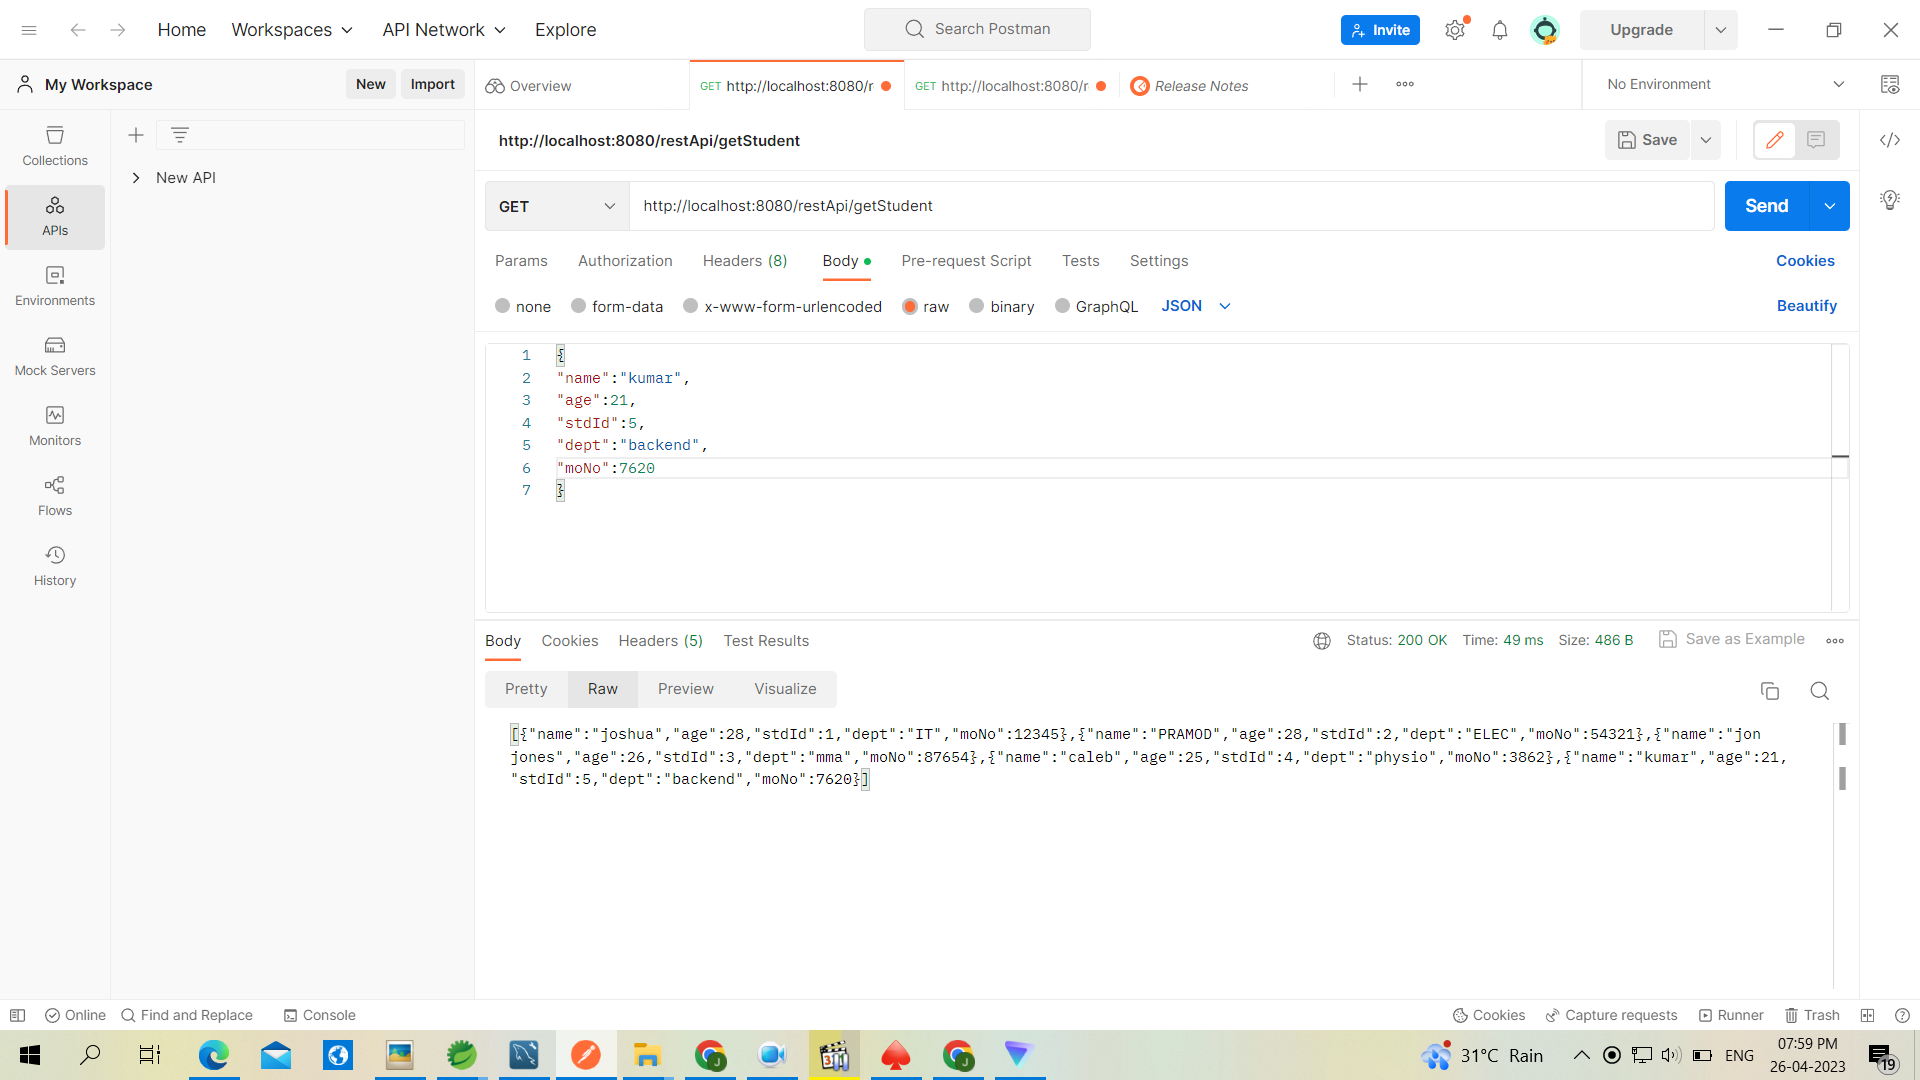 Home Workspaces API Network Explore Search Postman Invite Upgrade
My Workspace New Import Overview GET http://localhost:8080/r GET http://localhost:8080/r Release Notes No Environment
http://localhost:8080/restApi/getStudent Save
Collections
New API
APIs
GET http://localhost:8080/restApi/getStudent Send
Params Authorization Headers (8) Body Pre-request Script Tests Settings Cookies
Environments
none form-data x-www-form-urlencoded raw binary GraphQL JSON Beautify
Mock Servers
Monitors
Flows
History
1 {
2 "name":"kumar",
3 "age":21,
4 "stdId":5,
5 "dept":"backend",
6 "moNo":7620
7 }
Body Cookies Headers (5) Test Results Status: 200 OK Time: 49 ms Size: 486 B Save as Example
Pretty Raw Preview Visualize
[{"name":"joshua","age":28,"stdId":1,"dept":"IT","moNo":12345},{"name":"PRAMOD","age":28,"stdId":2,"dept":"ELEC","moNo":54321},{"name":"jon
jones","age":26,"stdId":3,"dept":"mma","moNo":87654},{"name":"caleb","age":25,"stdId":4,"dept":"physio","moNo":3862},{"name":"kumar","age":21,
"stdId":5,"dept":"backend","moNo":7620}]
Online Find and Replace Console Cookies Capture requests Runner Trash
31°C Rain ENG 07:59 PM
26-04-2023 19